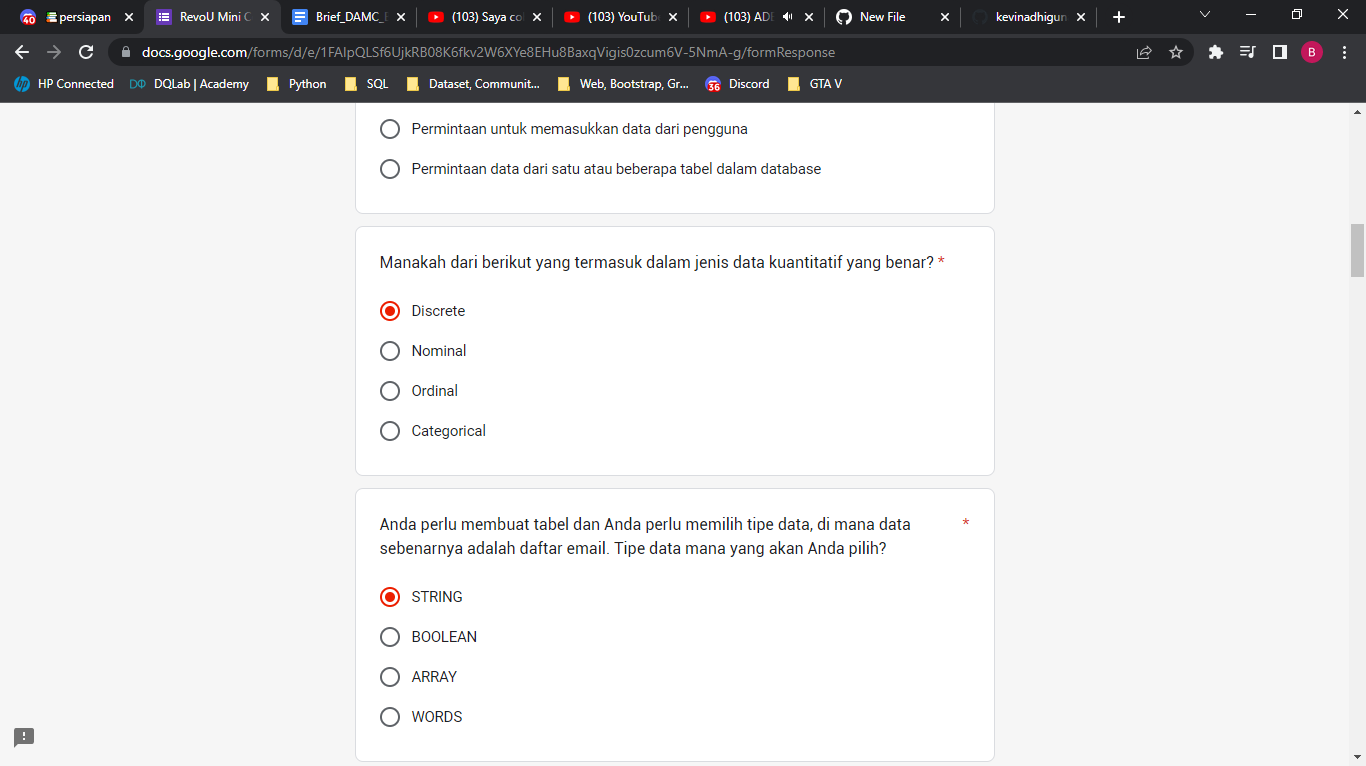 40 persiapan
RevoU Mini C
Brief_DAMC_
(103) Saya co
(103) YouTub
(103) ADE
New File
kevinadhigun
docs.google.com/forms/d/e/1FAIpQLSf6UjkRB08K6fkv2W6XYe8EHu8BaxqVigis0zcum6V-5NmA-g/formResponse
B
HP Connected
DQLab | Academy
Python
SQL
Dataset, Communit...
Web, Bootstrap, Gr...
36 Discord
GTA V
Permintaan untuk memasukkan data dari pengguna
Permintaan data dari satu atau beberapa tabel dalam database
Manakah dari berikut yang termasuk dalam jenis data kuantitatif yang benar? *
Discrete
Nominal
Ordinal
Categorical
Anda perlu membuat tabel dan Anda perlu memilih tipe data, di mana data *
sebenarnya adalah daftar email. Tipe data mana yang akan Anda pilih?
STRING
BOOLEAN
ARRAY
WORDS